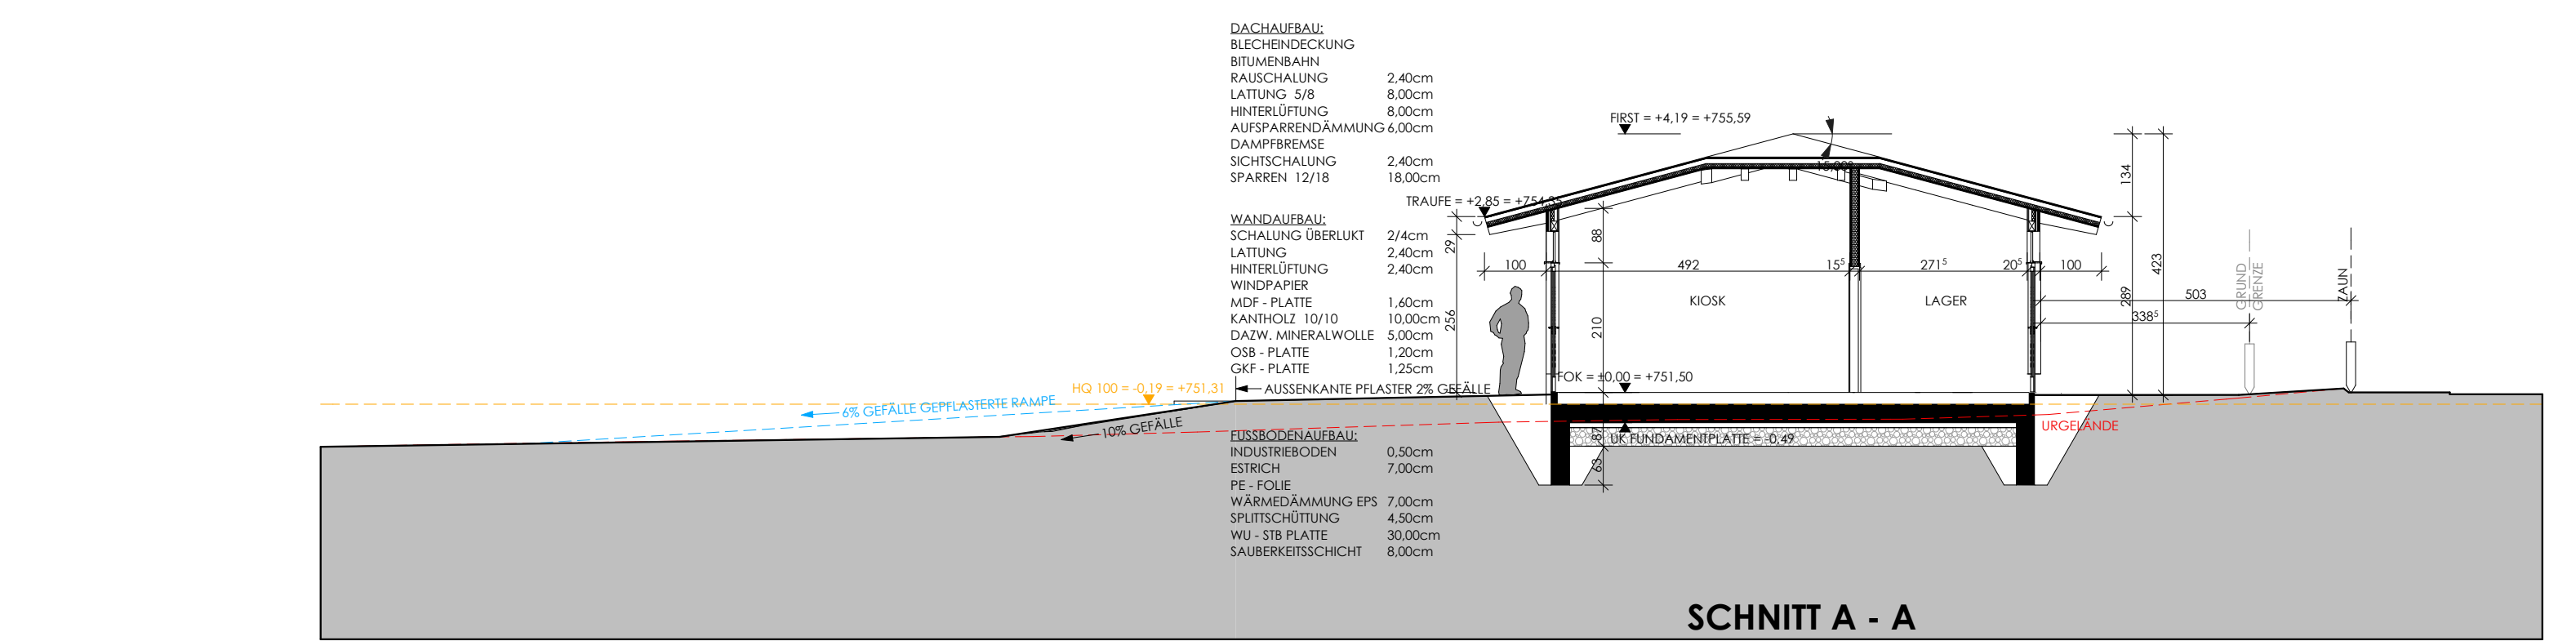 DACHAUFBAU:
BLECHEINDECKUNG
BITUMENBAHN
RAUSCHALUNG 2,40cm
LATTUNG 5/8 8,00cm
HINTERLÜFTUNG 8,00cm
AUFSPARRENDÄMMUNG 6,00cm
DAMPFBREMSE
SICHTSCHALUNG 2,40cm
SPARREN 12/18 18,00cm
WANDAUFBAU:
SCHALUNG ÜBERLUKT 2/4cm
LATTUNG 2,40cm
HINTERLÜFTUNG 2,40cm
WINDPAPIER
MDF - PLATTE 1,60cm
KANTHOLZ 10/10 10,00cm
DAZW. MINERALWOLLE 5,00cm
OSB - PLATTE 1,20cm
GKF - PLATTE 1,25cm
AUSSENKANTE PFLASTER 2% GEFÄLLE
HQ 100 = -0,19 = +751,31
6% GEFÄLLE GEPFLASTERTE RAMPE
10% GEFÄLLE
FUSSBODENAUFBAU:
INDUSTRIEBODEN 0,50cm
ESTRICH 7,00cm
PE - FOLIE
WÄRMEDÄMMUNG EPS 7,00cm
SPLITTSCHÜTTUNG 4,50cm
WU - STB PLATTE 30,00cm
SAUBERKEITSSCHICHT 8,00cm
FIRST = +4,19 = +755,59
15,00°
TRAUFE = +2,85 = +754,35
29
256
88
210
87
63
100
492
15⁵
271⁵
20⁵
100
KIOSK
LAGER
FOK = ±0,00 = +751,50
UK FUNDAMENTPLATTE = -0,49
134
289
423
503
338⁵
GRUND
GRENZE
ZAUN
URGELÄNDE
SCHNITT A - A